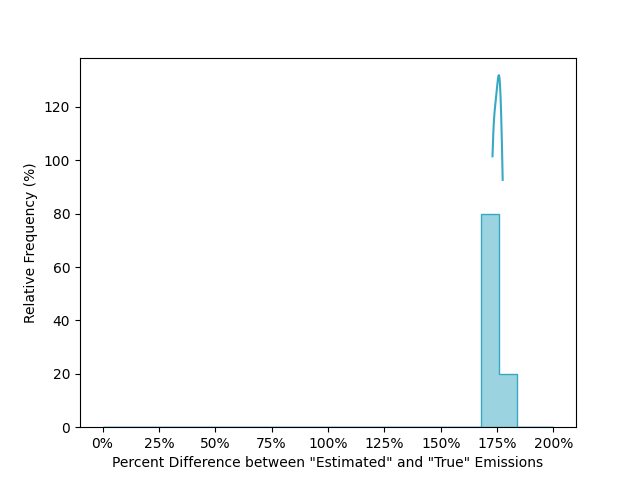 Relative Frequency (%)
120
100
80
60
40
20
0
0% 25% 50% 75% 100% 125% 150% 175% 200%
Percent Difference between "Estimated" and "True" Emissions